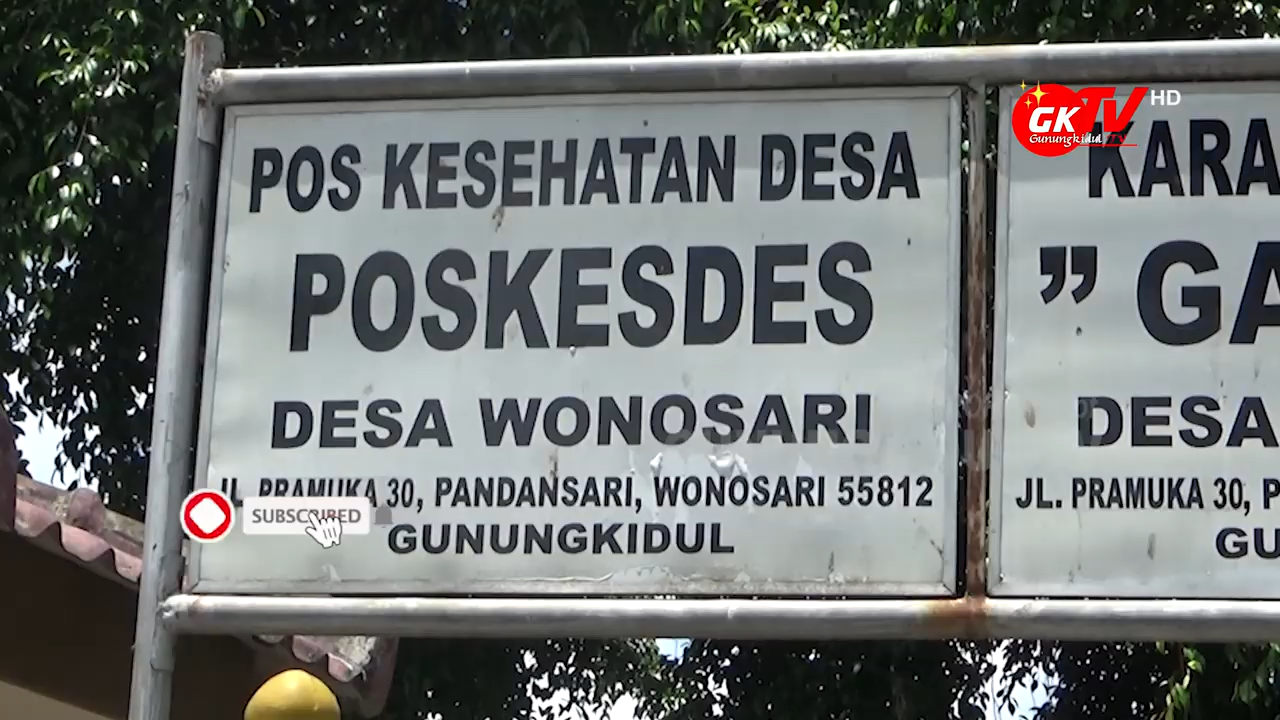 POS KESEHATAN DESA
POSKESDES
DESA WONOSARI
JL. PRAMUKA 30, PANDANSARI, WONOSARI 55812
GUNUNGKIDUL
KARA
” GA
DESA
JL. PRAMUKA 30, P
GU
GKTV HD
Gunungkidul
SUBSCRIBED